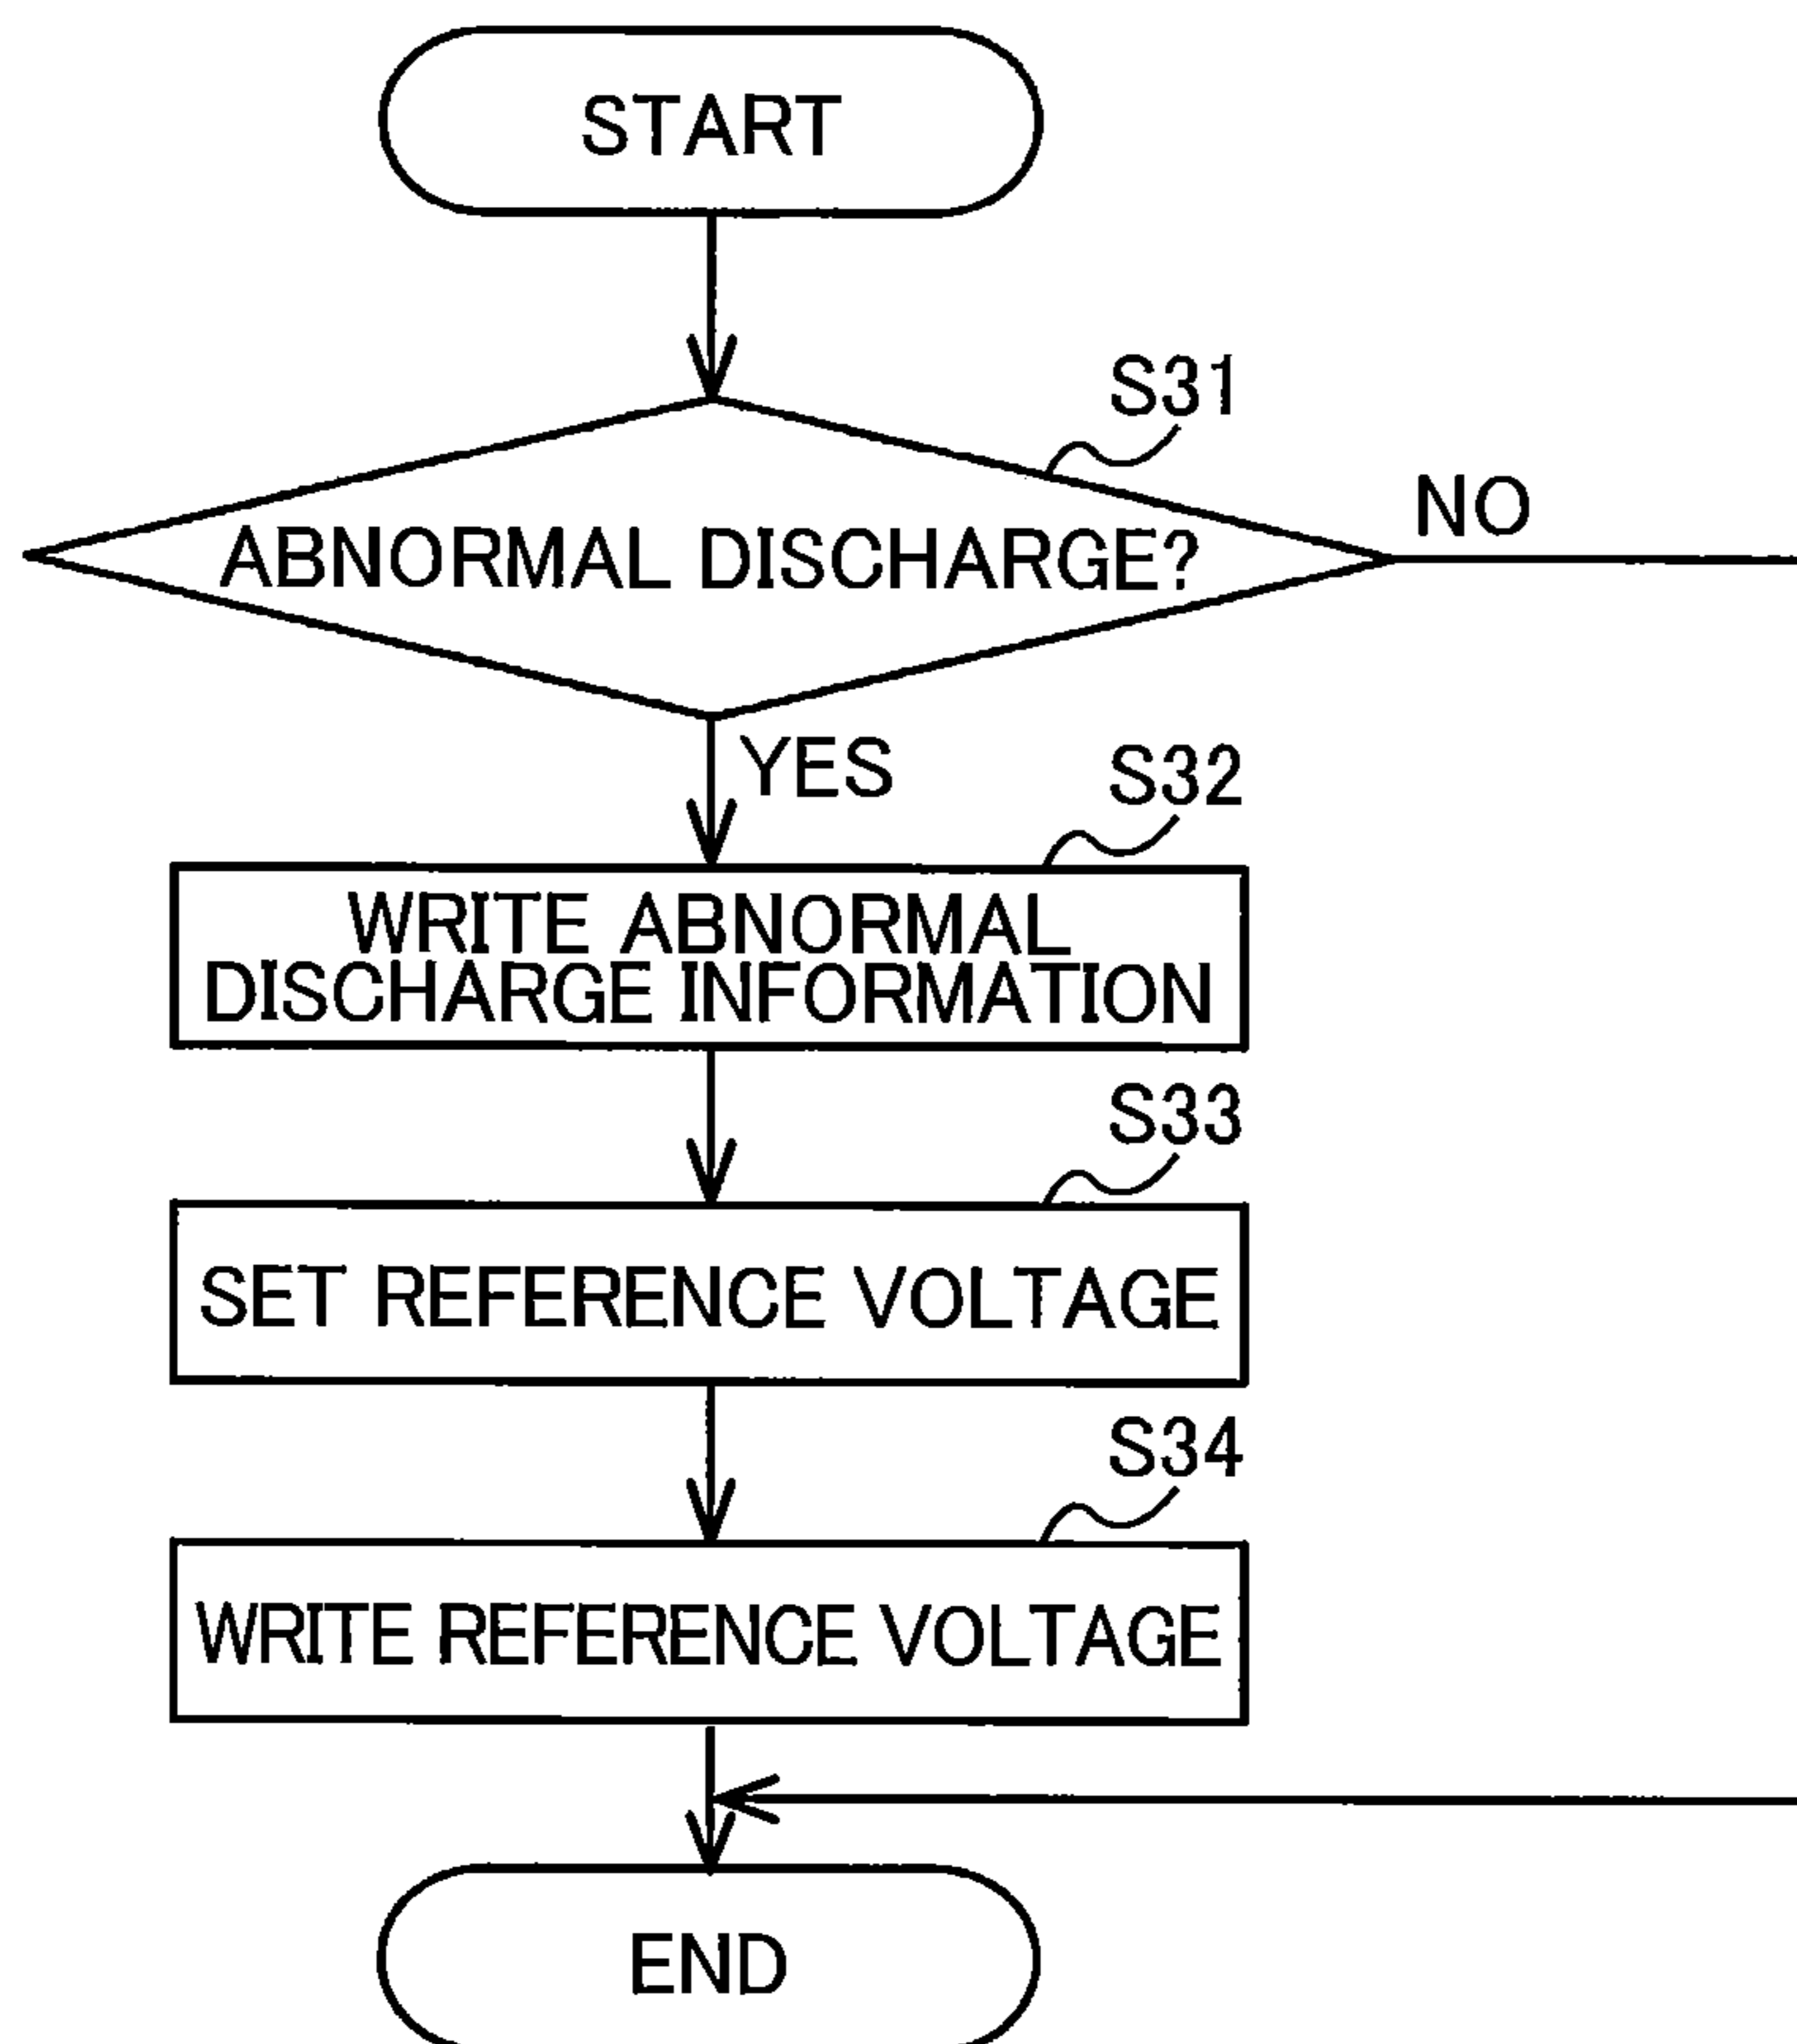 START
S31
NO
ABNORMAL DISCHARGE?
YES
S32
WRITE ABNORMAL
DISCHARGE INFORMATION
S33
SET REFERENCE VOLTAGE
S34
WRITE REFERENCE VOLTAGE
END